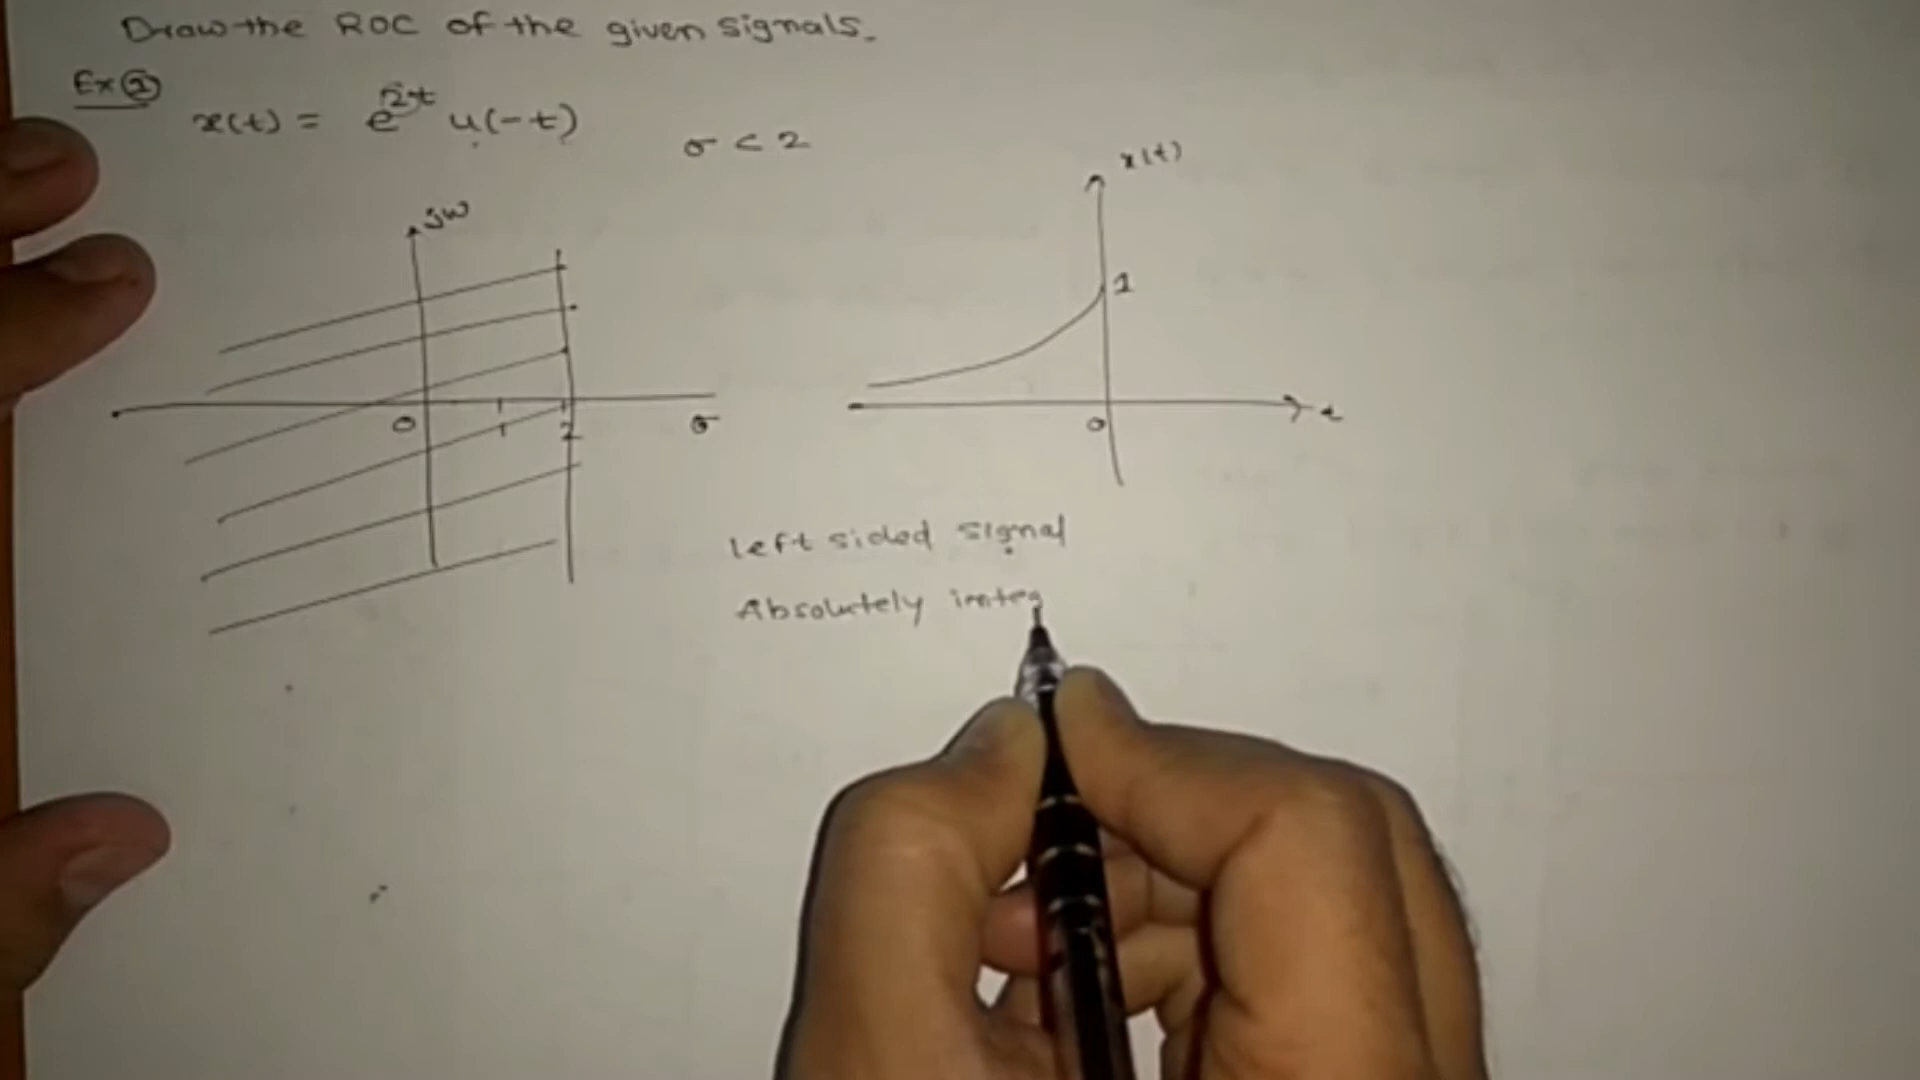 Draw the ROC of the given signals.
Ex②
x(t) = e^2t u(-t)
σ < 2
jω
0
1
2
σ
x(t)
1
0
t
left sided signal
Absolutely integ